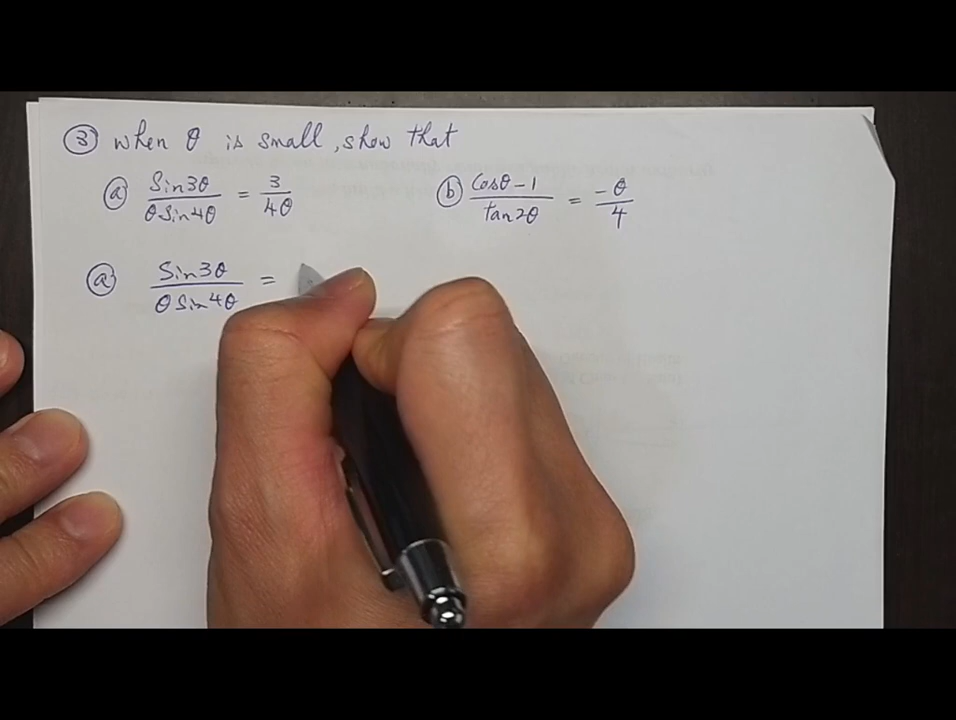 ③ when θ is small, show that
ⓐ Sin3θ/θSin4θ = 3/4θ ⓑ Cosθ-1/tan2θ = -θ/4
ⓐ Sin3θ/θSin4θ =